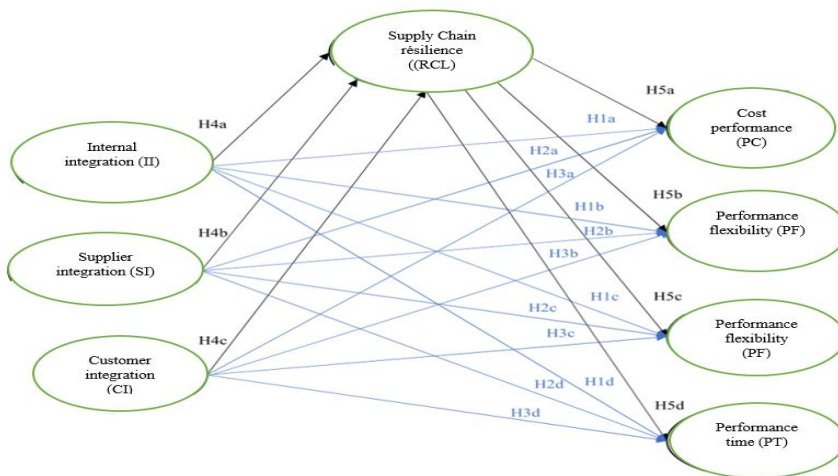 Supply Chain
résilience
((RCL)
H4a
H5a
Cost
performance
(PC)
H1a
Internal
integration (II)
H2a
H3a
H5b
H1b
Performance
flexibility (PF)
H4b
H2b
H3b
Supplier
integration (SI)
H1c
H5c
H2c
H3c
Performance
flexibility
(PF)
H4c
Customer
integration
(CI)
H2d
H1d
H3d
H5d
Performance
time (PT)